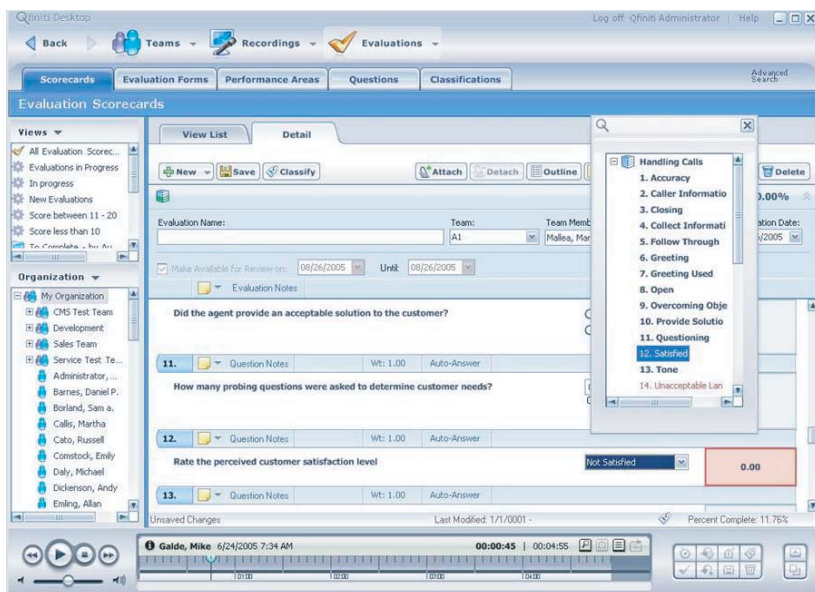 Qfiniti Desktop
Log off Qfiniti Administrator | Help
Back
Teams
Recordings
Evaluations
Scorecards
Evaluation Forms
Performance Areas
Questions
Classifications
Advanced
Search
Evaluation Scorecards
Views
All Evaluation Scorec...
Evaluations in Progress
In progress
New Evaluations
Score between 11 - 20
Score less than 10
To Complete - by Au
Organization
My Organization
CMS Test Team
Development
Sales Team
Service Test Te...
Administrator, ...
Barnes, Daniel P.
Borland, Sam a.
Callis, Martha
Cato, Russell
Comstock, Emily
Daly, Michael
Dickenson, Andy
Emling, Allan
View List
Detail
New
Save
Classify
Attach
Detach
Outline
Delete
0.00%
Evaluation Name:
Team:
Team Memb
ation Date:
A1
Mallea, Mar
/2005
Make Available for Review on: 08/26/2005 Until: 08/26/2005
Evaluation Notes
Did the agent provide an acceptable solution to the customer?
11. Question Notes Wt: 1.00 Auto-Answer
How many probing questions were asked to determine customer needs?
12. Question Notes Wt: 1.00 Auto-Answer
Rate the perceived customer satisfaction level
Not Satisfied
0.00
13. Question Notes Wt: 1.00 Auto-Answer
Unsaved Changes
Last Modified: 1/1/0001 -
Percent Complete: 11.76%
Handling Calls
1. Accuracy
2. Caller Informatio
3. Closing
4. Collect Informati
5. Follow Through
6. Greeting
7. Greeting Used
8. Open
9. Overcoming Obje
10. Provide Solutio
11. Questioning
12. Satisfied
13. Tone
14. Unacceptable Lan
Galde, Mike 6/24/2005 7:34 AM
00:00:45 | 00:04:55
01:00
02:00
03:00
04:00